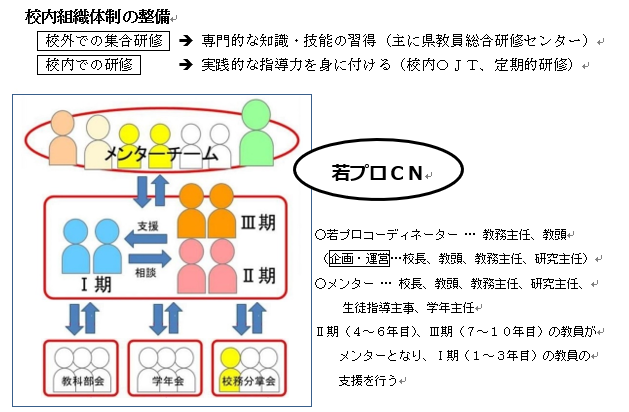 校内組織体制の整備
校外での集合研修 ➔ 専門的な知識・技能の習得（主に県教員総合研修センター）
校内での研修 ➔ 実践的な指導力を身に付ける（校内ＯＪＴ、定期的研修）
メンターチーム
若プロＣＮ
支援
相談
Ⅰ期
Ⅲ期
Ⅱ期
教科部会
学年会
校務分掌会
○若プロコーディネーター … 教務主任、教頭
（企画・運営…校長、教頭、教務主任、研究主任）
○メンター … 校長、教頭、教務主任、研究主任、
生徒指導主事、学年主任
Ⅱ期（４～６年目）、Ⅲ期（７～１０年目）の教員が
メンターとなり、Ⅰ期（１～３年目）の教員の
支援を行う